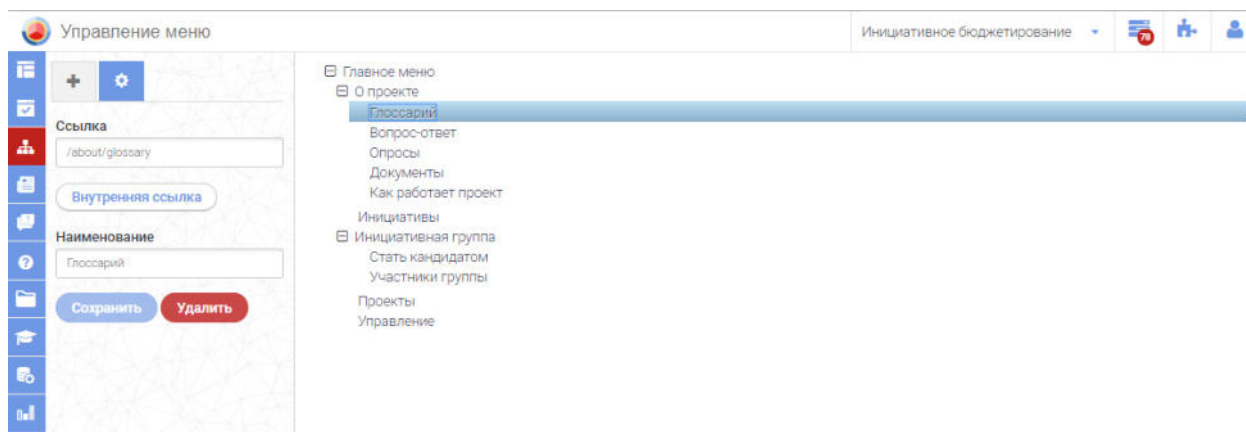 Управление меню
Инициативное бюджетирование
78
Ссылка
/about/glossary
Внутренняя ссылка
Наименование
Глоссарий
Сохранить Удалить
Главное меню
О проекте
Глоссарий
Вопрос-ответ
Опросы
Документы
Как работает проект
Инициативы
Инициативная группа
Стать кандидатом
Участники группы
Проекты
Управление